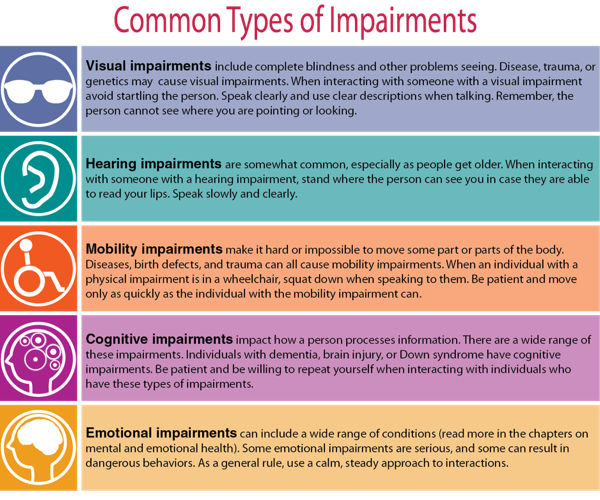 Common Types of Impairments
Visual impairments include complete blindness and other problems seeing. Disease, trauma, or
genetics may cause visual impairments. When interacting with someone with a visual impairment
avoid startling the person. Speak clearly and use clear descriptions when talking. Remember, the
person cannot see where you are pointing or looking.
Hearing impairments are somewhat common, especially as people get older. When interacting
with someone with a hearing impairment, stand where the person can see you in case they are able
to read your lips. Speak slowly and clearly.
Mobility impairments make it hard or impossible to move some part or parts of the body.
Diseases, birth defects, and trauma can all cause mobility impairments. When an individual with a
physical impairment is in a wheelchair, squat down when speaking to them. Be patient and move
only as quickly as the individual with the mobility impairment can.
Cognitive impairments impact how a person processes information. There are a wide range of
these impairments. Individuals with dementia, brain injury, or Down syndrome have cognitive
impairments. Be patient and be willing to repeat yourself when interacting with individuals who
have these types of impairments.
Emotional impairments can include a wide range of conditions (read more in the chapters on
mental and emotional health). Some emotional impairments are serious, and some can result in
dangerous behaviors. As a general rule, use a calm, steady approach to interactions.